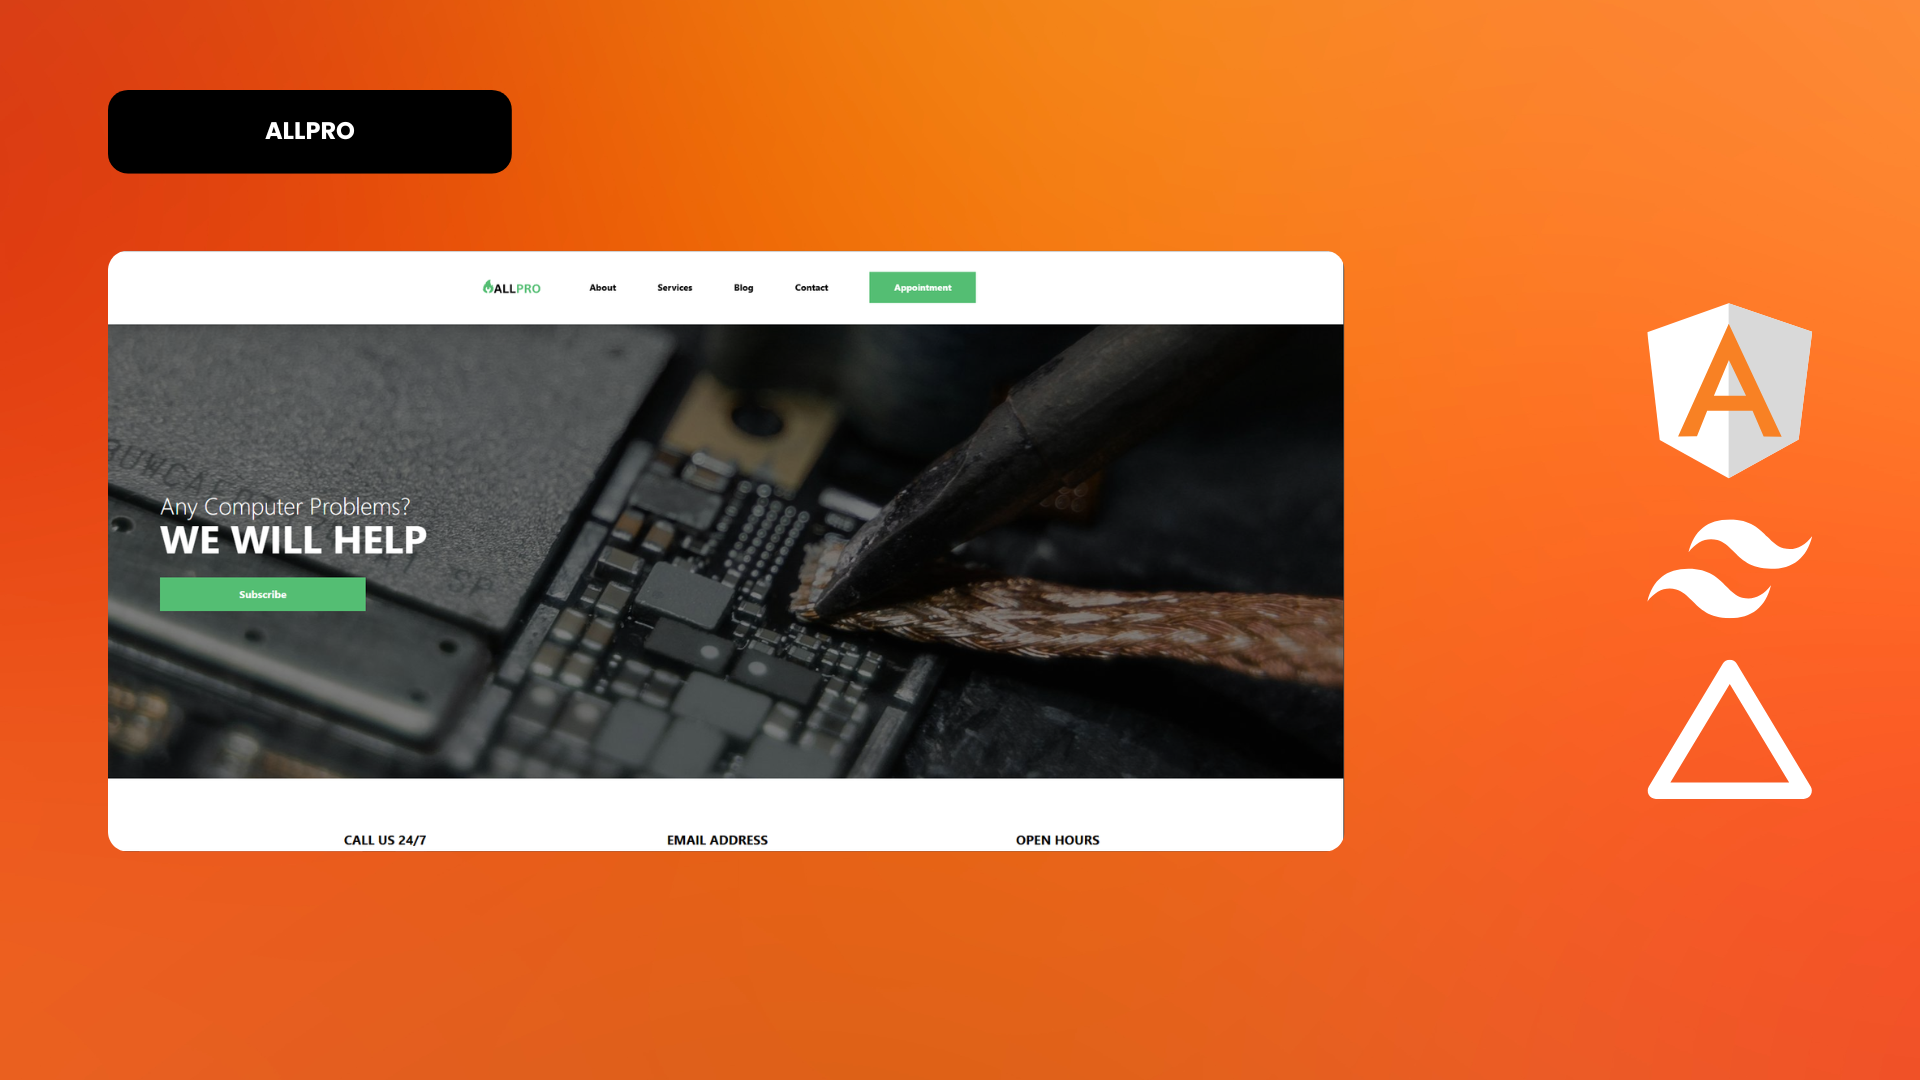 ALLPRO
ALLPRO About Services Blog Contact Appointment
Any Computer Problems?
WE WILL HELP
Subscribe
CALL US 24/7 EMAIL ADDRESS OPEN HOURS